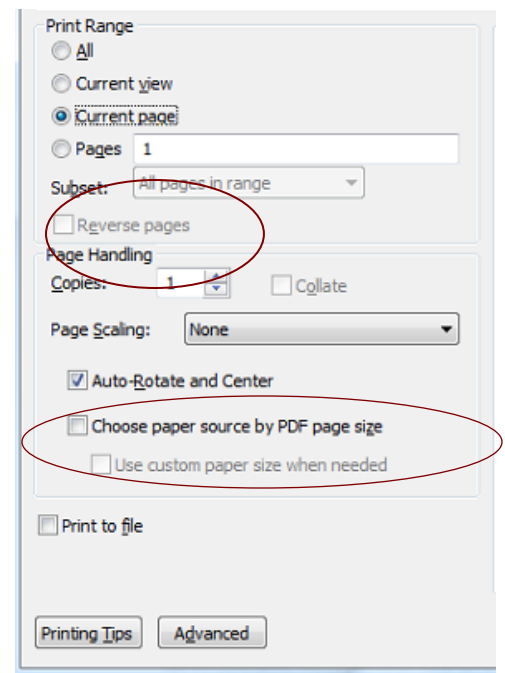 Print Range
All
Current view
Current page
Pages 1
Subset: All pages in range
Reverse pages
Page Handling
Copies: 1 Collate
Page Scaling: None
Auto-Rotate and Center
Choose paper source by PDF page size
Use custom paper size when needed
Print to file
Printing Tips Advanced